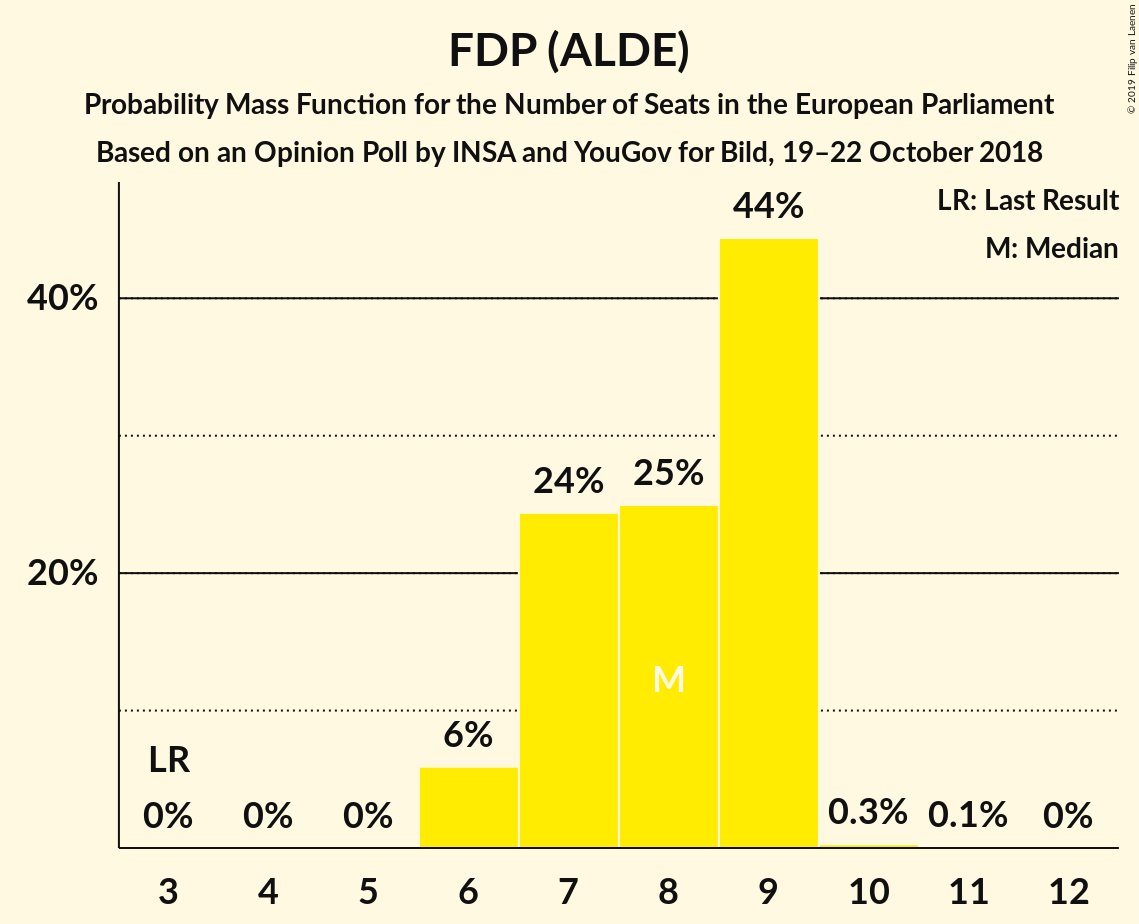 FDP (ALDE)
Probability Mass Function for the Number of Seats in the European Parliament
Based on an Opinion Poll by INSA and YouGov for Bild, 19–22 October 2018
© 2019 Filip van Laenen
LR: Last Result
M: Median
44%
40%
24%
25%
20%
M
6%
LR
0%
0%
0%
0.3%
0.1%
0%
3 4 5 6 7 8 9 10 11 12